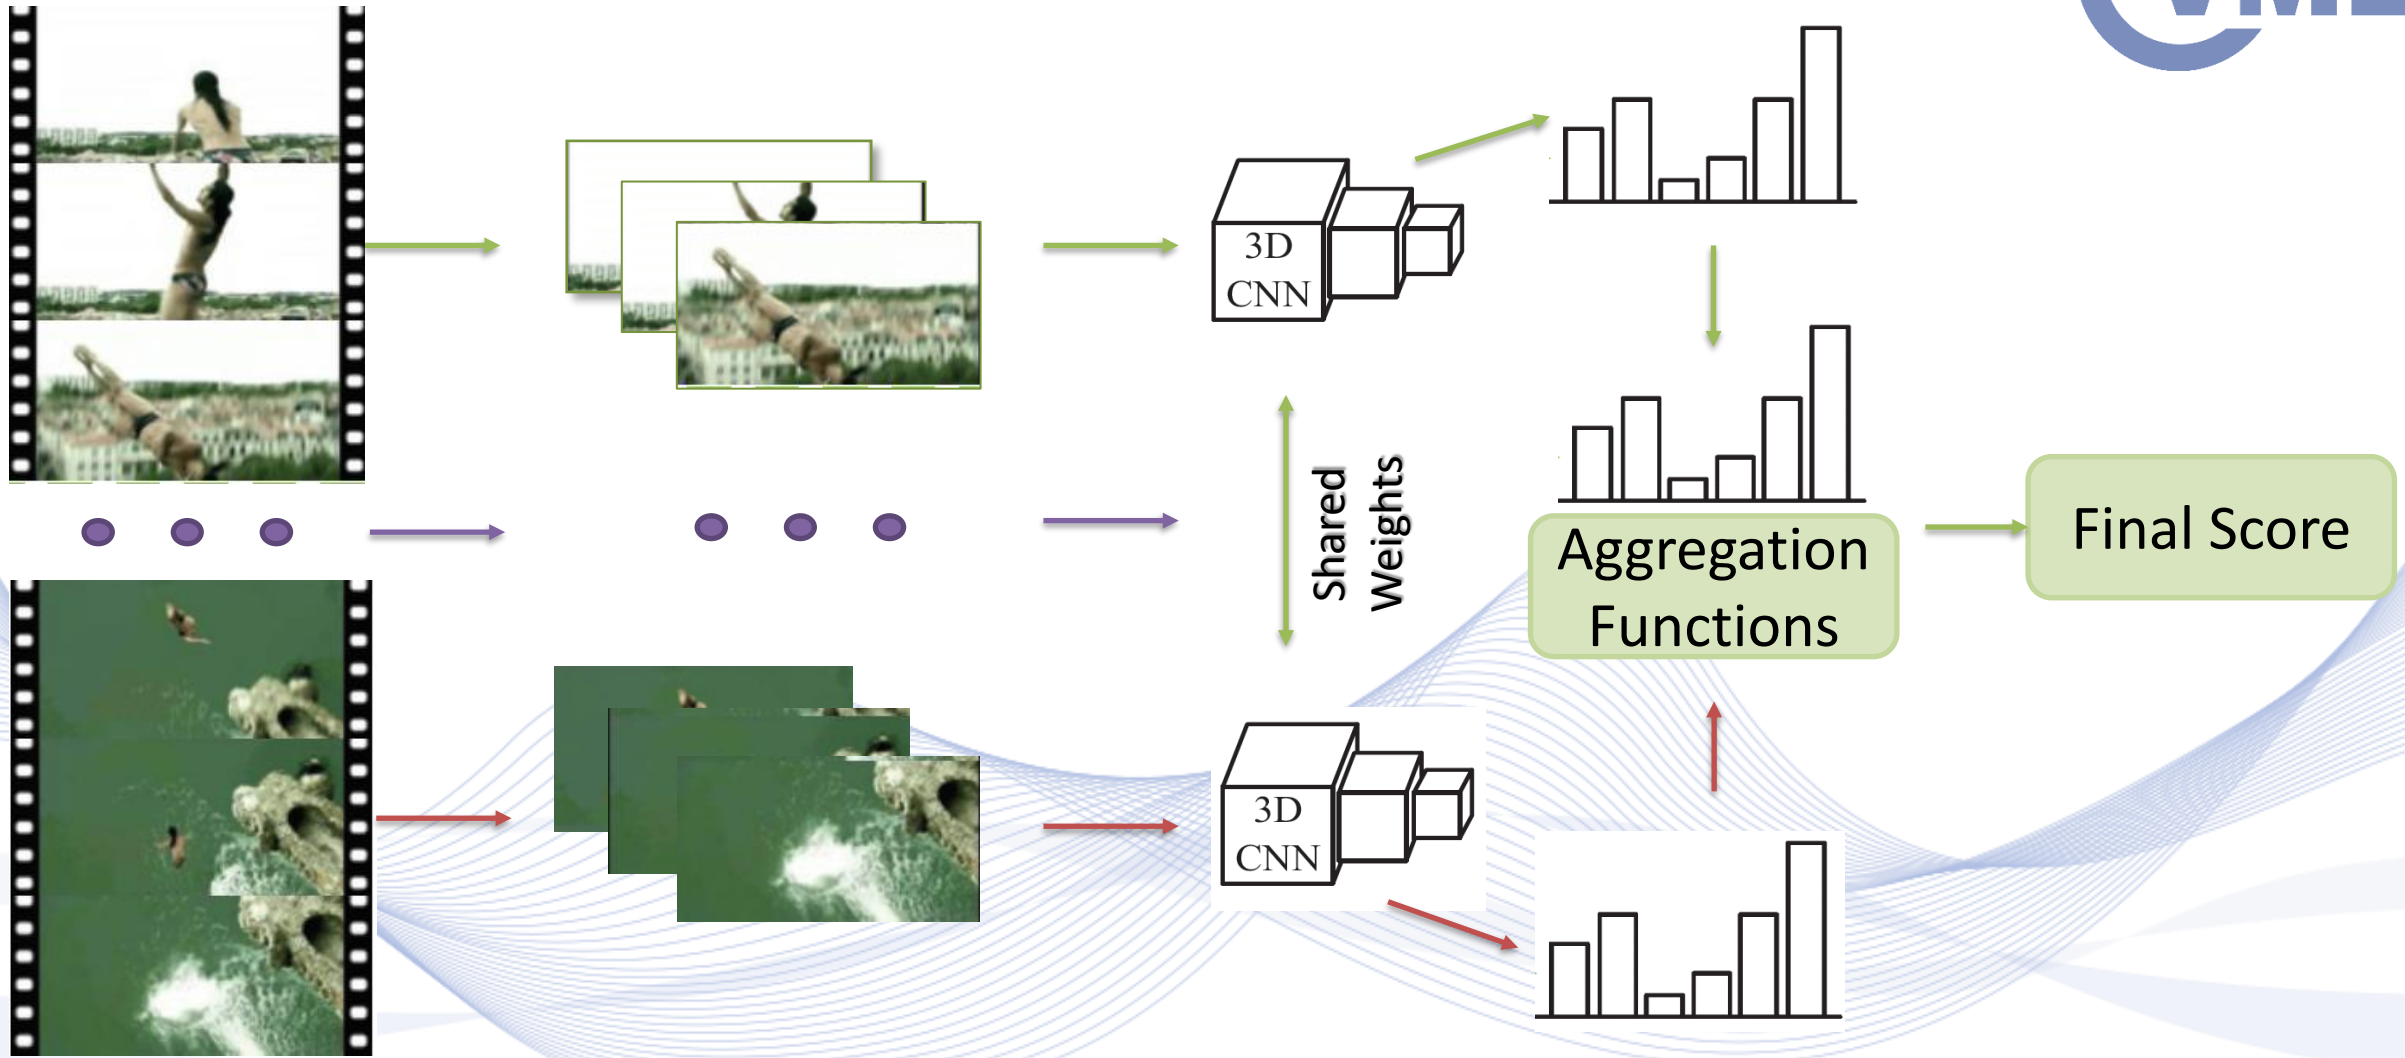 3D
CNN
Shared
Weights
Aggregation
Functions
Final Score
3D
CNN